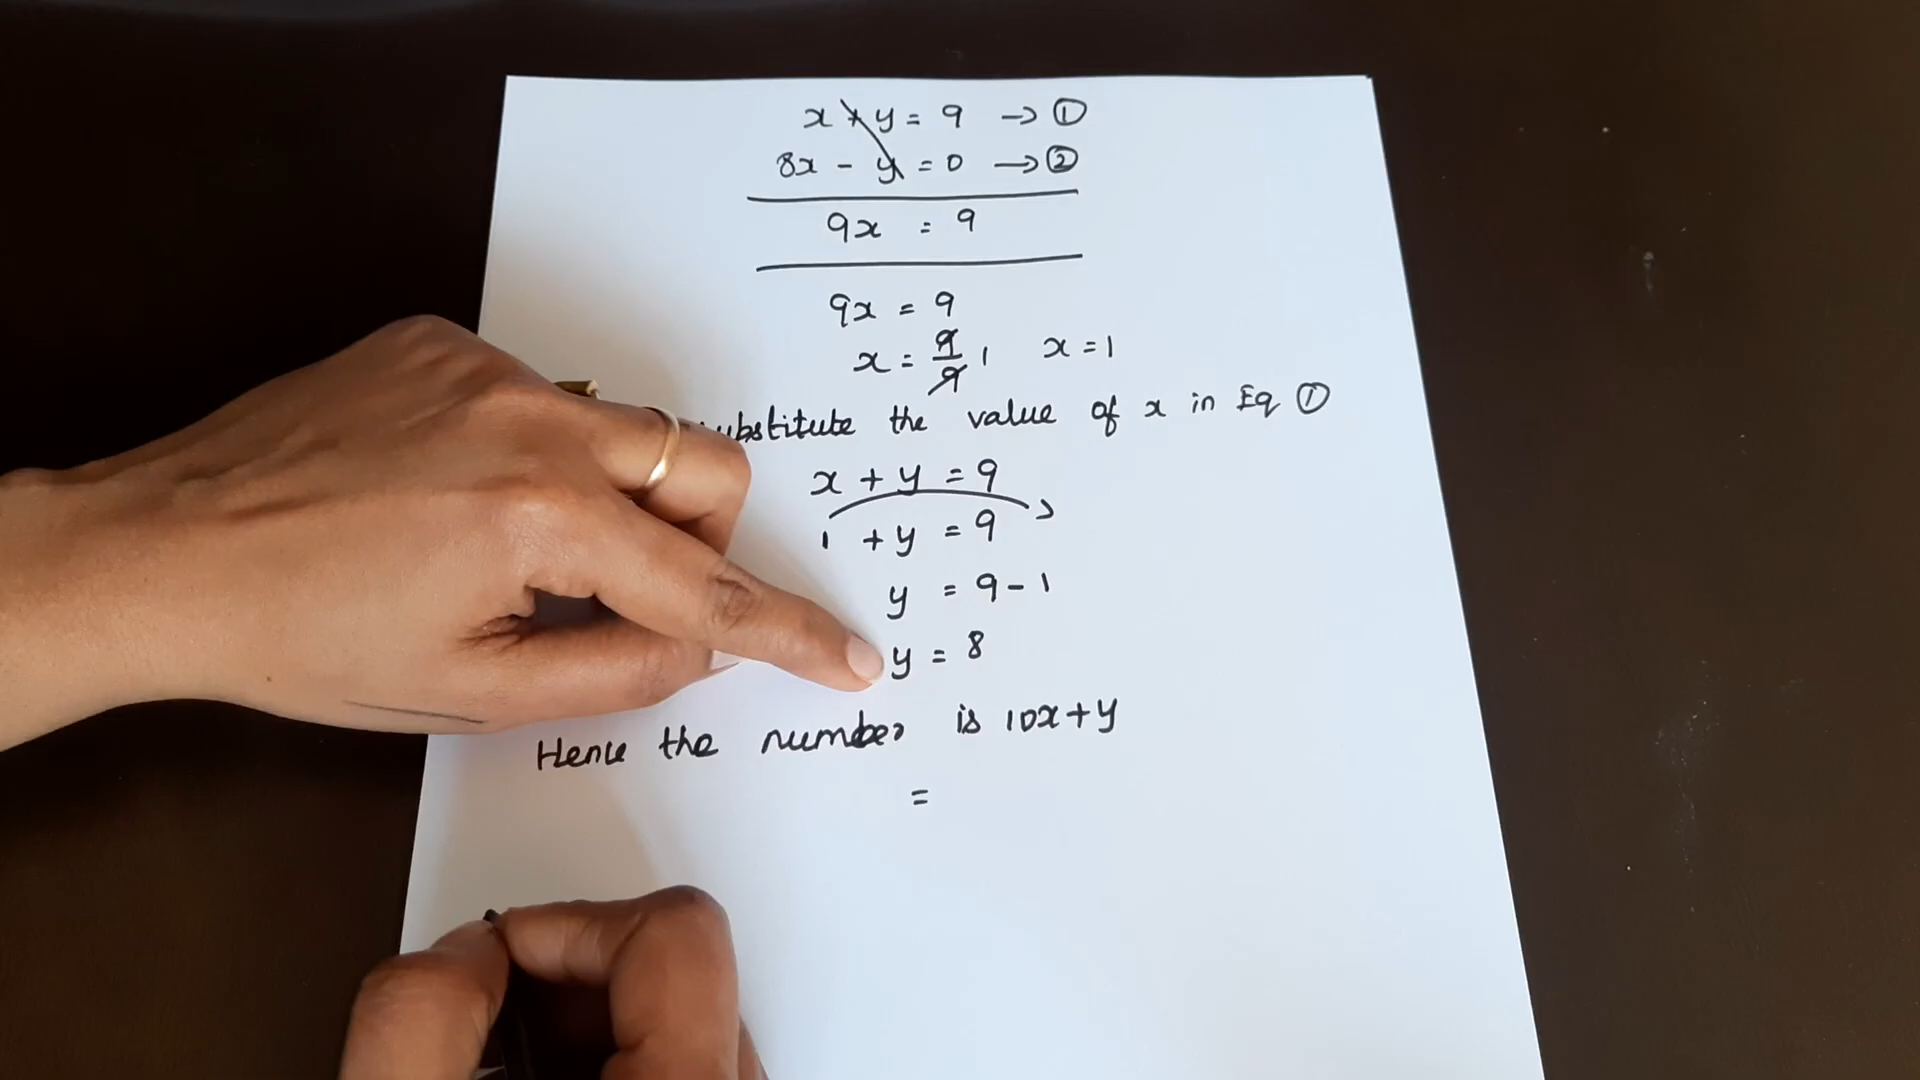 x + y = 9 → ①
8x - y = 0 → ②
9x = 9
9x = 9
x = 9/9 1 x = 1
ubstitute the value of x in Eq ①
x + y = 9
1 + y = 9
y = 9 - 1
y = 8
Hence the number is 10x+y
=